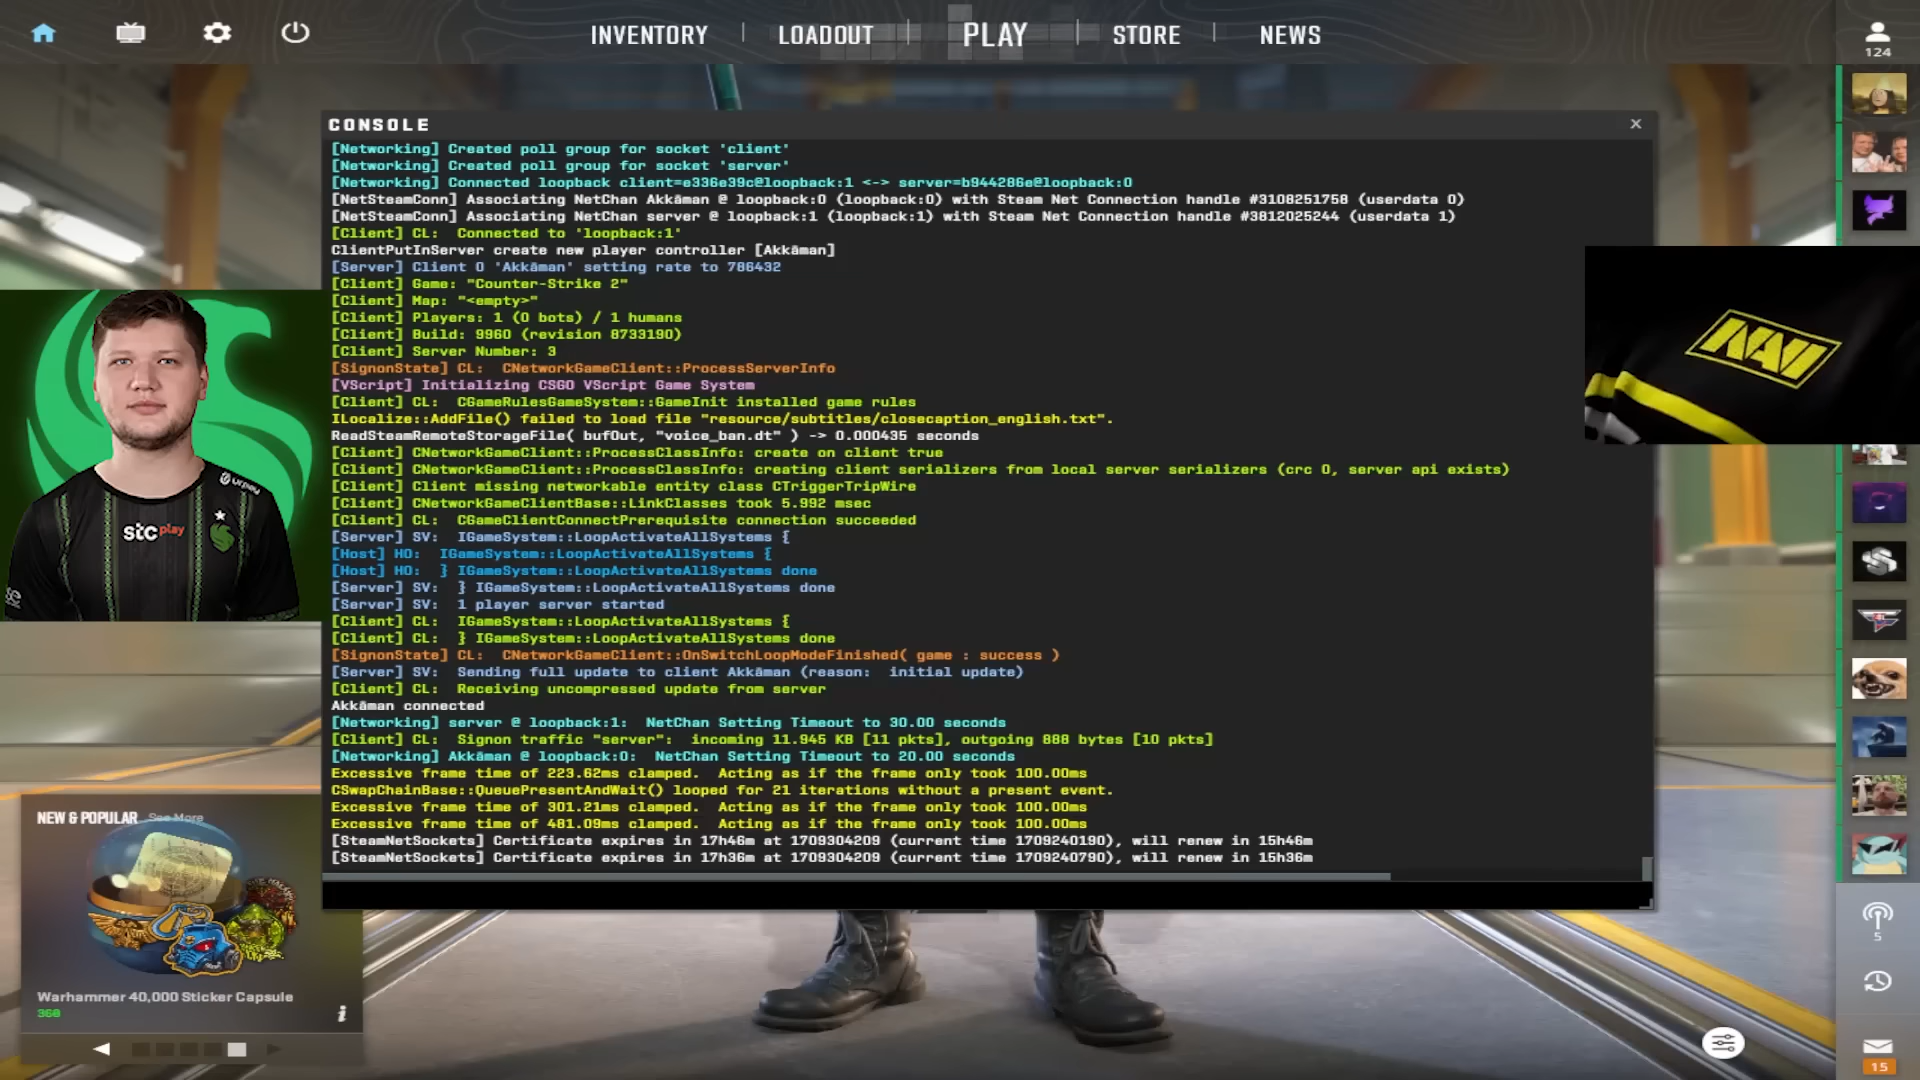 INVENTORY
LOADOUT
PLAY
STORE
NEWS
124
CONSOLE
[Networking] Created poll group for socket 'client'
[Networking] Created poll group for socket 'server'
[Networking] Connected loopback client=e336e39c@loopback:1 <-> server=b944286e@loopback:0
[NetSteamConn] Associating NetChan Akkāman @ loopback:0 (loopback:0) with Steam Net Connection handle #3108251758 (userdata 0)
[NetSteamConn] Associating NetChan server @ loopback:1 (loopback:1) with Steam Net Connection handle #3812025244 (userdata 1)
[Client] CL:  Connected to 'loopback:1'
ClientPutInServer create new player controller [Akkāman]
[Server] Client 0 'Akkāman' setting rate to 786432
[Client] Game: "Counter-Strike 2"
[Client] Map: "<empty>"
[Client] Players: 1 (0 bots) / 1 humans
[Client] Build: 9960 (revision 8733190)
[Client] Server Number: 3
[SignonState] CL:  CNetworkGameClient::ProcessServerInfo
[VScript] Initializing CSGO VScript Game System
[Client] CL:  CGameRulesGameSystem::GameInit installed game rules
ILocalize::AddFile() failed to load file "resource/subtitles/closecaption_english.txt".
ReadSteamRemoteStorageFile( bufOut, "voice_ban.dt" ) -> 0.000435 seconds
[Client] CNetworkGameClient::ProcessClassInfo: create on client true
[Client] CNetworkGameClient::ProcessClassInfo: creating client serializers from local server serializers (crc 0, server api exists)
[Client] Client missing networkable entity class CTriggerTripWire
[Client] CNetworkGameClientBase::LinkClasses took 5.992 msec
[Client] CL:  CGameClientConnectPrerequisite connection succeeded
[Server] SV:  IGameSystem::LoopActivateAllSystems {
[Host] HO:  IGameSystem::LoopActivateAllSystems {
[Host] HO:  } IGameSystem::LoopActivateAllSystems done
[Server] SV:  } IGameSystem::LoopActivateAllSystems done
[Server] SV:  1 player server started
[Client] CL:  IGameSystem::LoopActivateAllSystems {
[Client] CL:  } IGameSystem::LoopActivateAllSystems done
[SignonState] CL:  CNetworkGameClient::OnSwitchLoopModeFinished( game : success )
[Server] SV:  Sending full update to client Akkāman (reason:  initial update)
[Client] CL:  Receiving uncompressed update from server
Akkāman connected
[Networking] server @ loopback:1:  NetChan Setting Timeout to 30.00 seconds
[Client] CL:  Signon traffic "server":  incoming 11.945 KB [11 pkts], outgoing 888 bytes [10 pkts]
[Networking] Akkāman @ loopback:0:  NetChan Setting Timeout to 20.00 seconds
Excessive frame time of 223.62ms clamped.  Acting as if the frame only took 100.00ms
CSwapChainBase::QueuePresentAndWait() looped for 21 iterations without a present event.
Excessive frame time of 301.21ms clamped.  Acting as if the frame only took 100.00ms
Excessive frame time of 481.09ms clamped.  Acting as if the frame only took 100.00ms
[SteamNetSockets] Certificate expires in 17h46m at 1709304209 (current time 1709240190), will renew in 15h46m
[SteamNetSockets] Certificate expires in 17h36m at 1709304209 (current time 1709240790), will renew in 15h36m
stc play
urpay
NAVI
NEW & POPULAR
See More
Warhammer 40,000 Sticker Capsule
360
5
15